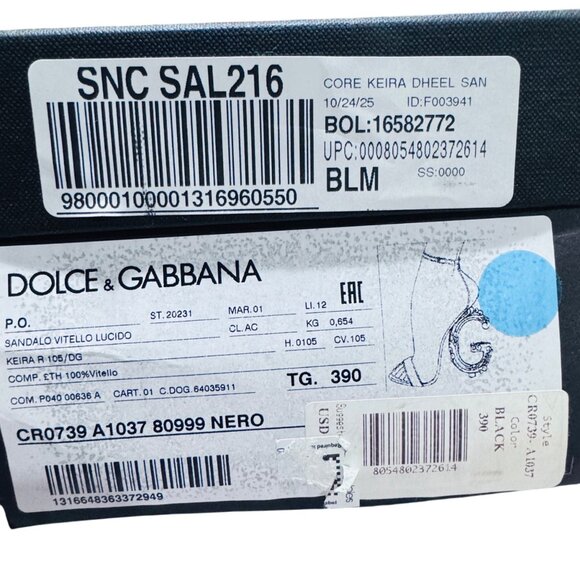 SNC SAL216
98000100001316960550
CORE KEIRA DHEEL SAN
10/24/25 ID:F003941
BOL:16582772
UPC:0008054802372614
BLM SS:0000
DOLCE & GABBANA
P.O. ST. 20231 MAR. 01 LI. 12 EAC
SANDALO VITELLO LUCIDO CL. AC KG 0,654
KEIRA R 105/DG H. 0105 CV. 105
COMP. £TH 100%Vitello
COM. P040 00636 A CART. 01 C.DOG. 64035911 TG. 390
CR0739 A1037 80999 NERO
1316648363372949
Style
CR0739- A1037
Color
BLACK
390
USD
8054802372614